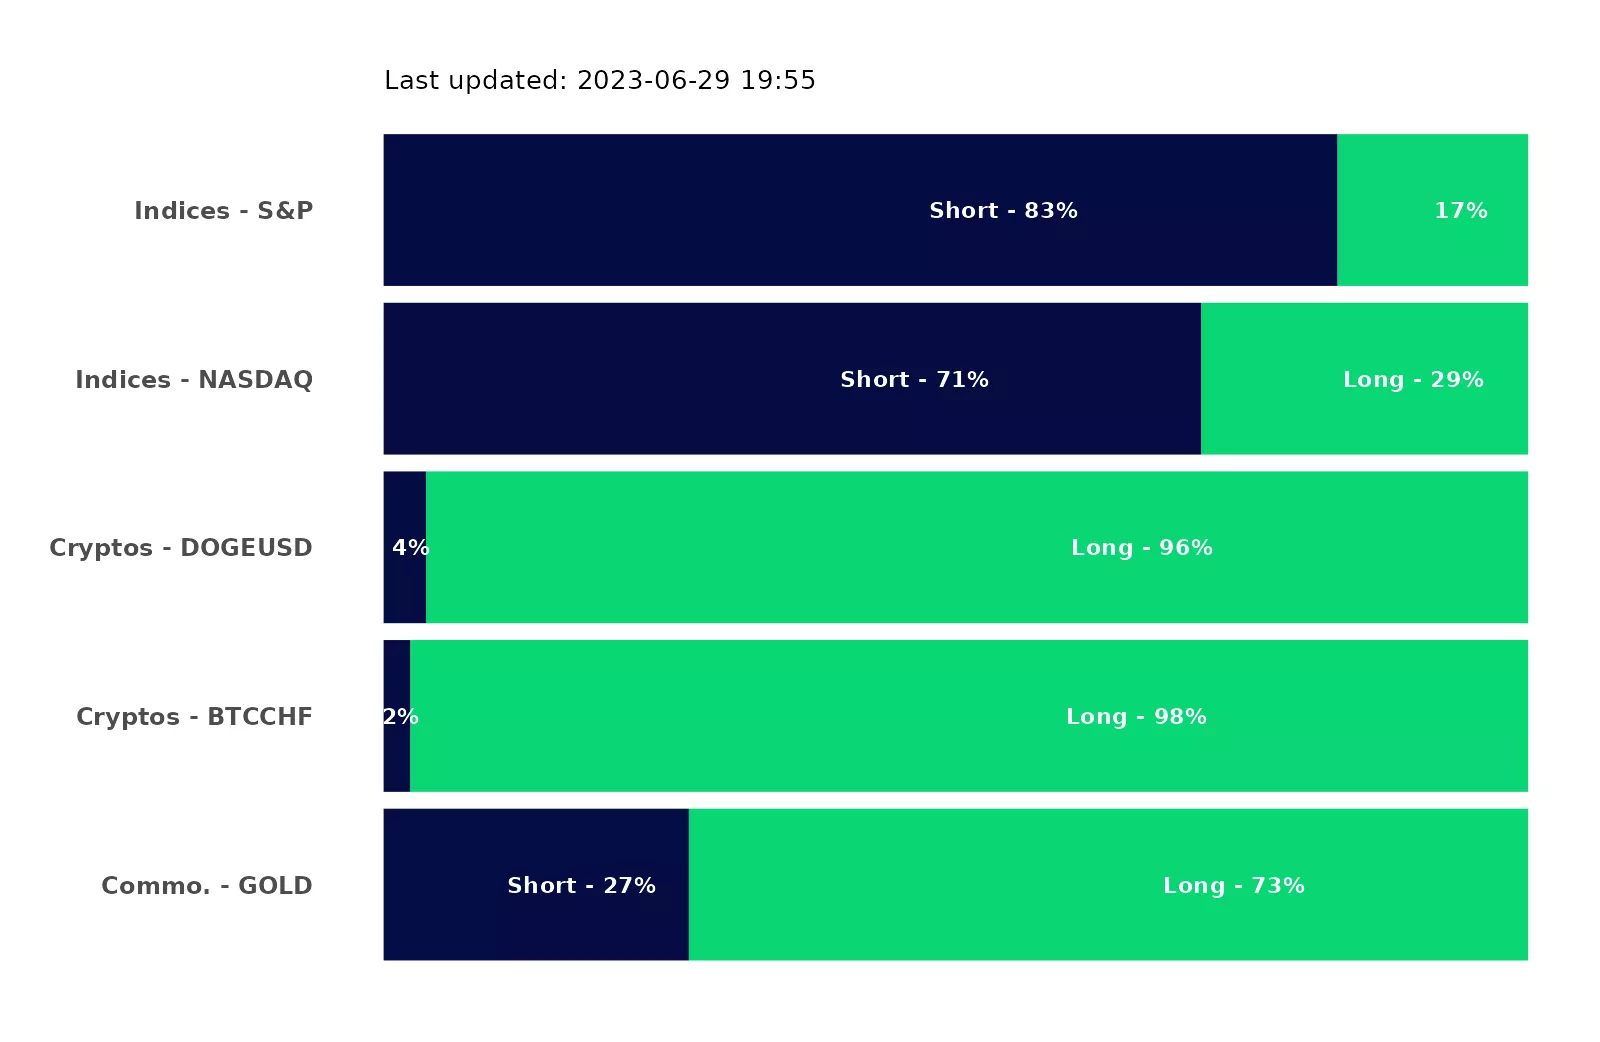 Last updated: 2023-06-29 19:55
Indices - S&P Short - 83% 17%
Indices - NASDAQ Short - 71% Long - 29%
Cryptos - DOGEUSD 4% Long - 96%
Cryptos - BTCCHF 2% Long - 98%
Commo. - GOLD Short - 27% Long - 73%